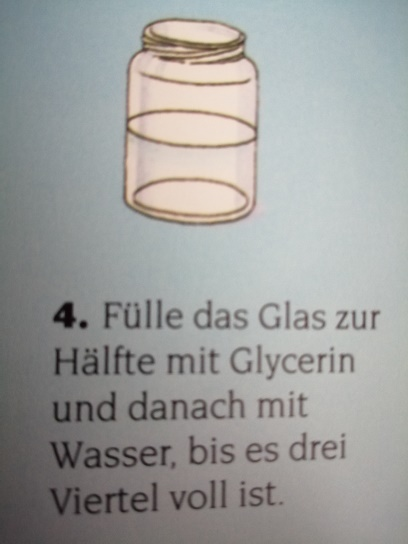 4. Fülle das Glas zur
Hälfte mit Glycerin
und danach mit
Wasser, bis es drei
Viertel voll ist.